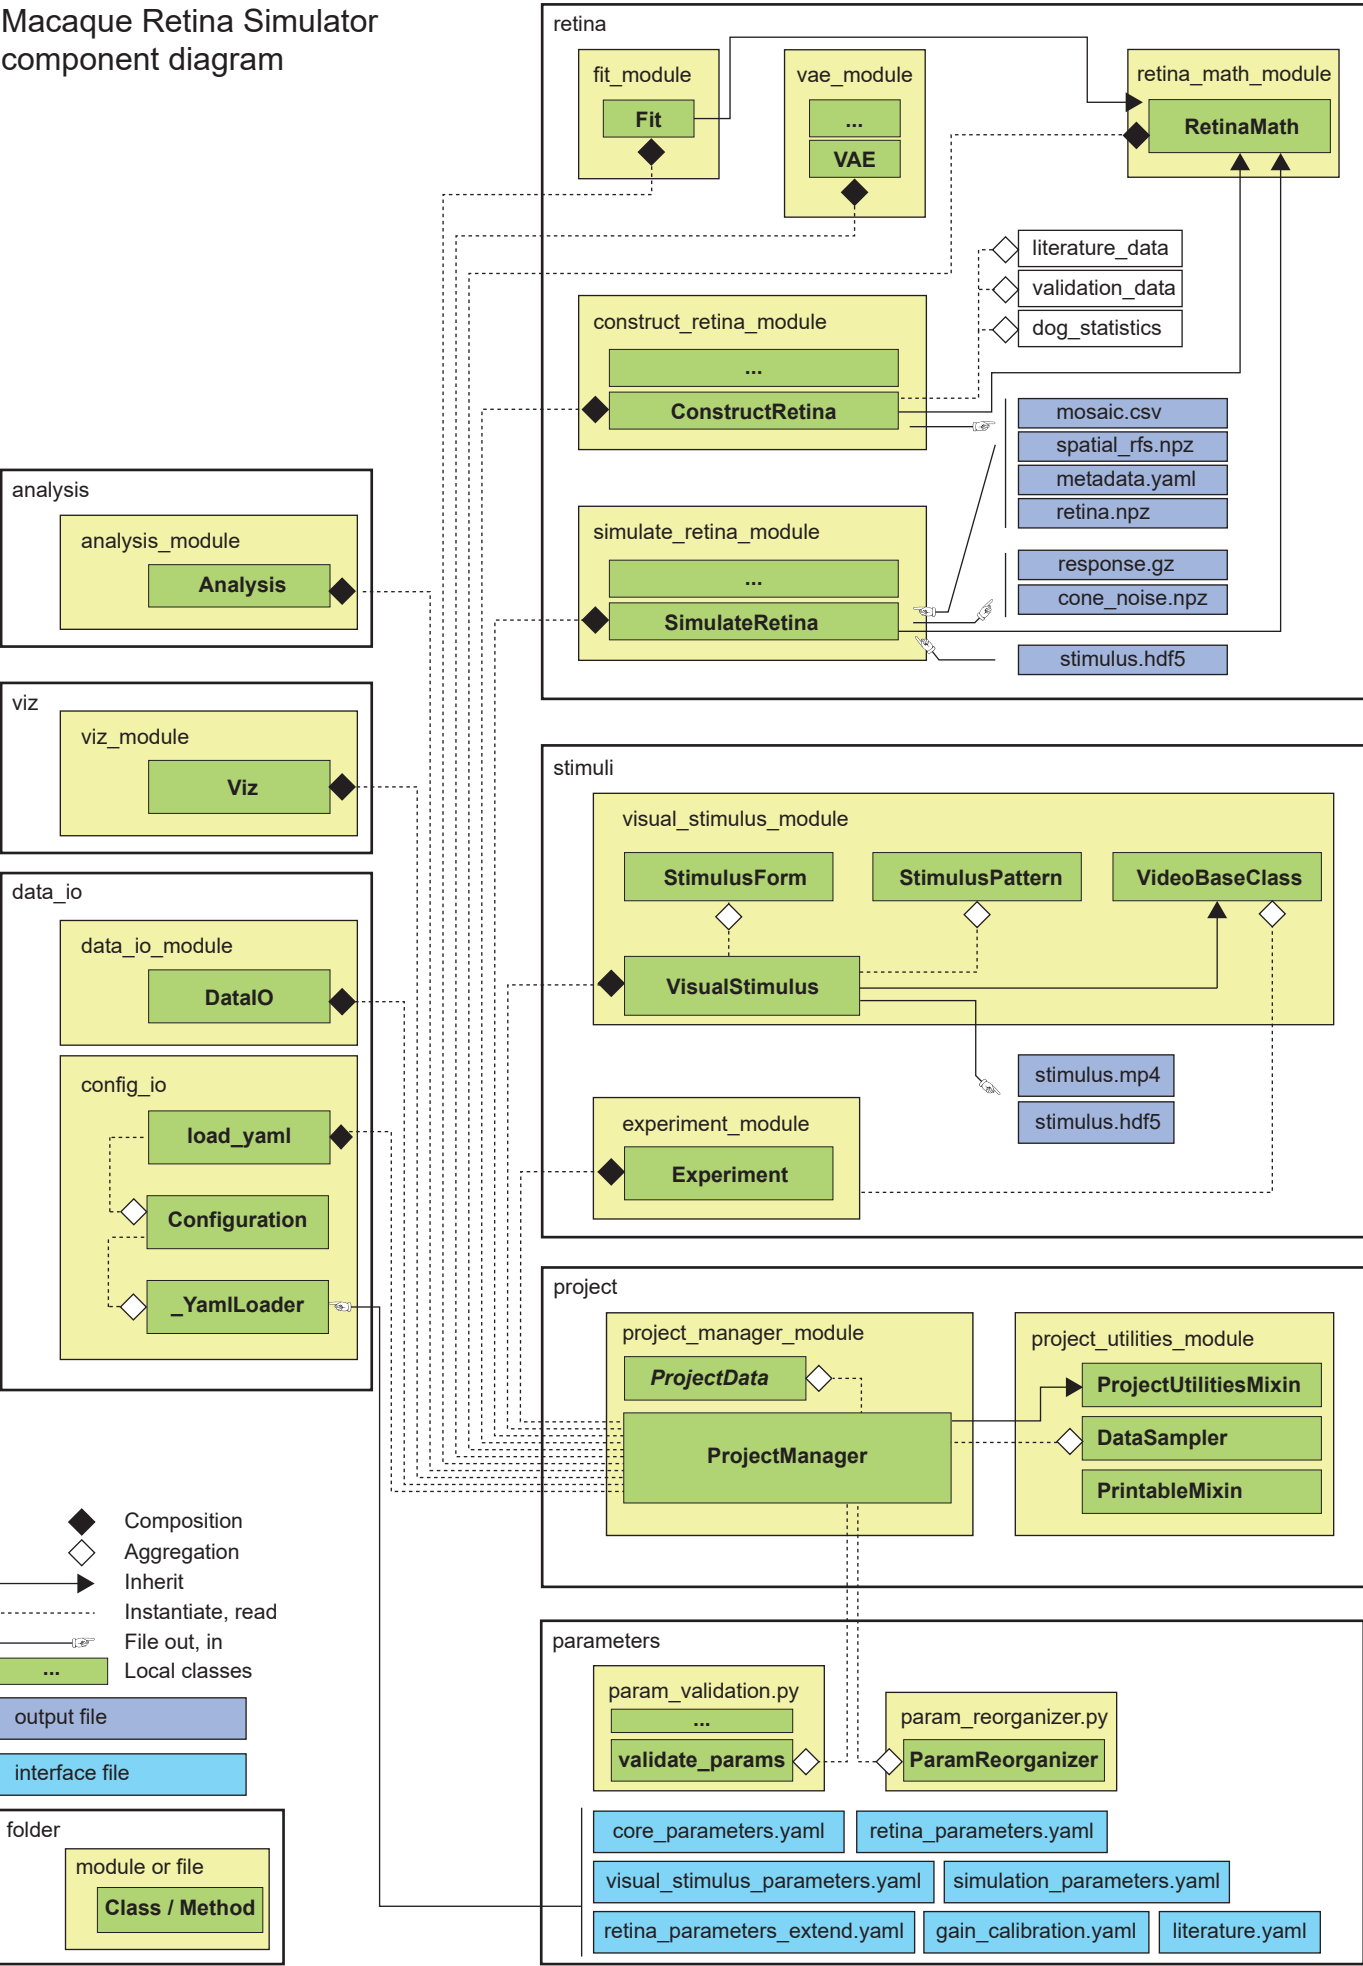 Macaque Retina Simulator
component diagram
retina
fit_module
Fit
vae_module
...
VAE
retina_math_module
RetinaMath
literature_data
validation_data
dog_statistics
construct_retina_module
...
ConstructRetina
mosaic.csv
spatial_rfs.npz
metadata.yaml
retina.npz
simulate_retina_module
...
SimulateRetina
response.gz
cone_noise.npz
stimulus.hdf5
analysis
analysis_module
Analysis
viz
viz_module
Viz
data_io
data_io_module
DataIO
config_io
load_yaml
Configuration
_YamlLoader
stimuli
visual_stimulus_module
StimulusForm
StimulusPattern
VideoBaseClass
VisualStimulus
stimulus.mp4
stimulus.hdf5
experiment_module
Experiment
project
project_manager_module
ProjectData
ProjectManager
project_utilities_module
ProjectUtilitiesMixin
DataSampler
PrintableMixin
parameters
param_validation.py
...
validate_params
param_reorganizer.py
ParamReorganizer
core_parameters.yaml
retina_parameters.yaml
visual_stimulus_parameters.yaml
simulation_parameters.yaml
retina_parameters_extend.yaml
gain_calibration.yaml
literature.yaml
Composition
Aggregation
Inherit
Instantiate, read
File out, in
... Local classes
output file
interface file
folder
module or file
Class / Method